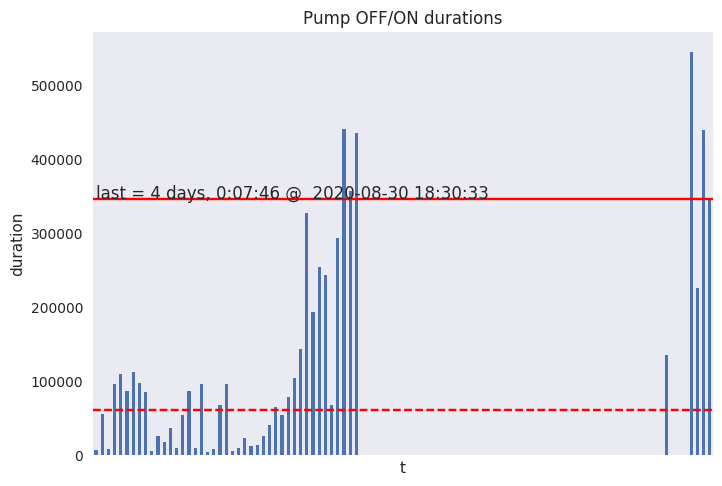 Pump OFF/ON durations
500000
400000
last = 4 days, 0:07:46 @  2020-08-30 18:30:33
300000
200000
100000
0
duration
t